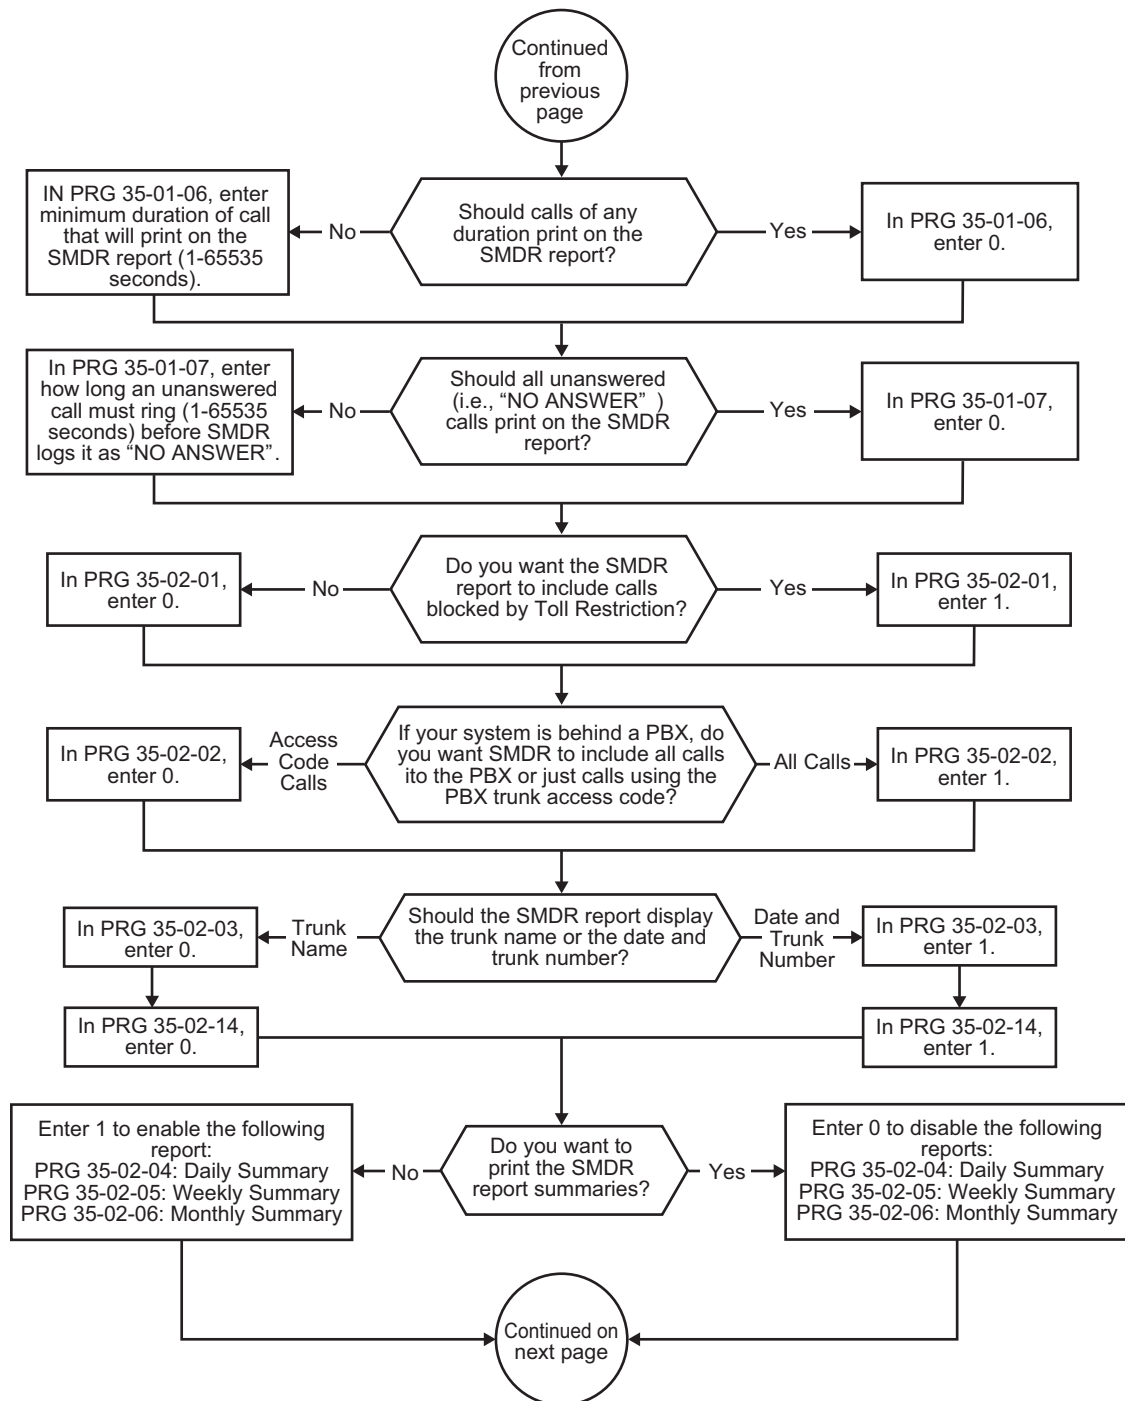 Continued
from
previous
page
IN PRG 35-01-06, enter
minimum duration of call
that will print on the
SMDR report (1-65535
seconds).
No
Should calls of any
duration print on the
SMDR report?
Yes
In PRG 35-01-06,
enter 0.
In PRG 35-01-07, enter
how long an unanswered
call must ring (1-65535
seconds) before SMDR
logs it as “NO ANSWER”.
No
Should all unanswered
(i.e., “NO ANSWER” )
calls print on the SMDR
report?
Yes
In PRG 35-01-07,
enter 0.
In PRG 35-02-01,
enter 0.
No
Do you want the SMDR
report to include calls
blocked by Toll Restriction?
Yes
In PRG 35-02-01,
enter 1.
In PRG 35-02-02,
enter 0.
Access
Code
Calls
If your system is behind a PBX, do
you want SMDR to include all calls
ito the PBX or just calls using the
PBX trunk access code?
All Calls
In PRG 35-02-02,
enter 1.
In PRG 35-02-03,
enter 0.
Trunk
Name
Should the SMDR report display
the trunk name or the date and
trunk number?
Date and
Trunk
Number
In PRG 35-02-03,
enter 1.
In PRG 35-02-14,
enter 0.
In PRG 35-02-14,
enter 1.
Enter 1 to enable the following
report:
PRG 35-02-04: Daily Summary
PRG 35-02-05: Weekly Summary
PRG 35-02-06: Monthly Summary
No
Do you want to
print the SMDR
report summaries?
Yes
Enter 0 to disable the following
reports:
PRG 35-02-04: Daily Summary
PRG 35-02-05: Weekly Summary
PRG 35-02-06: Monthly Summary
Continued on
next page